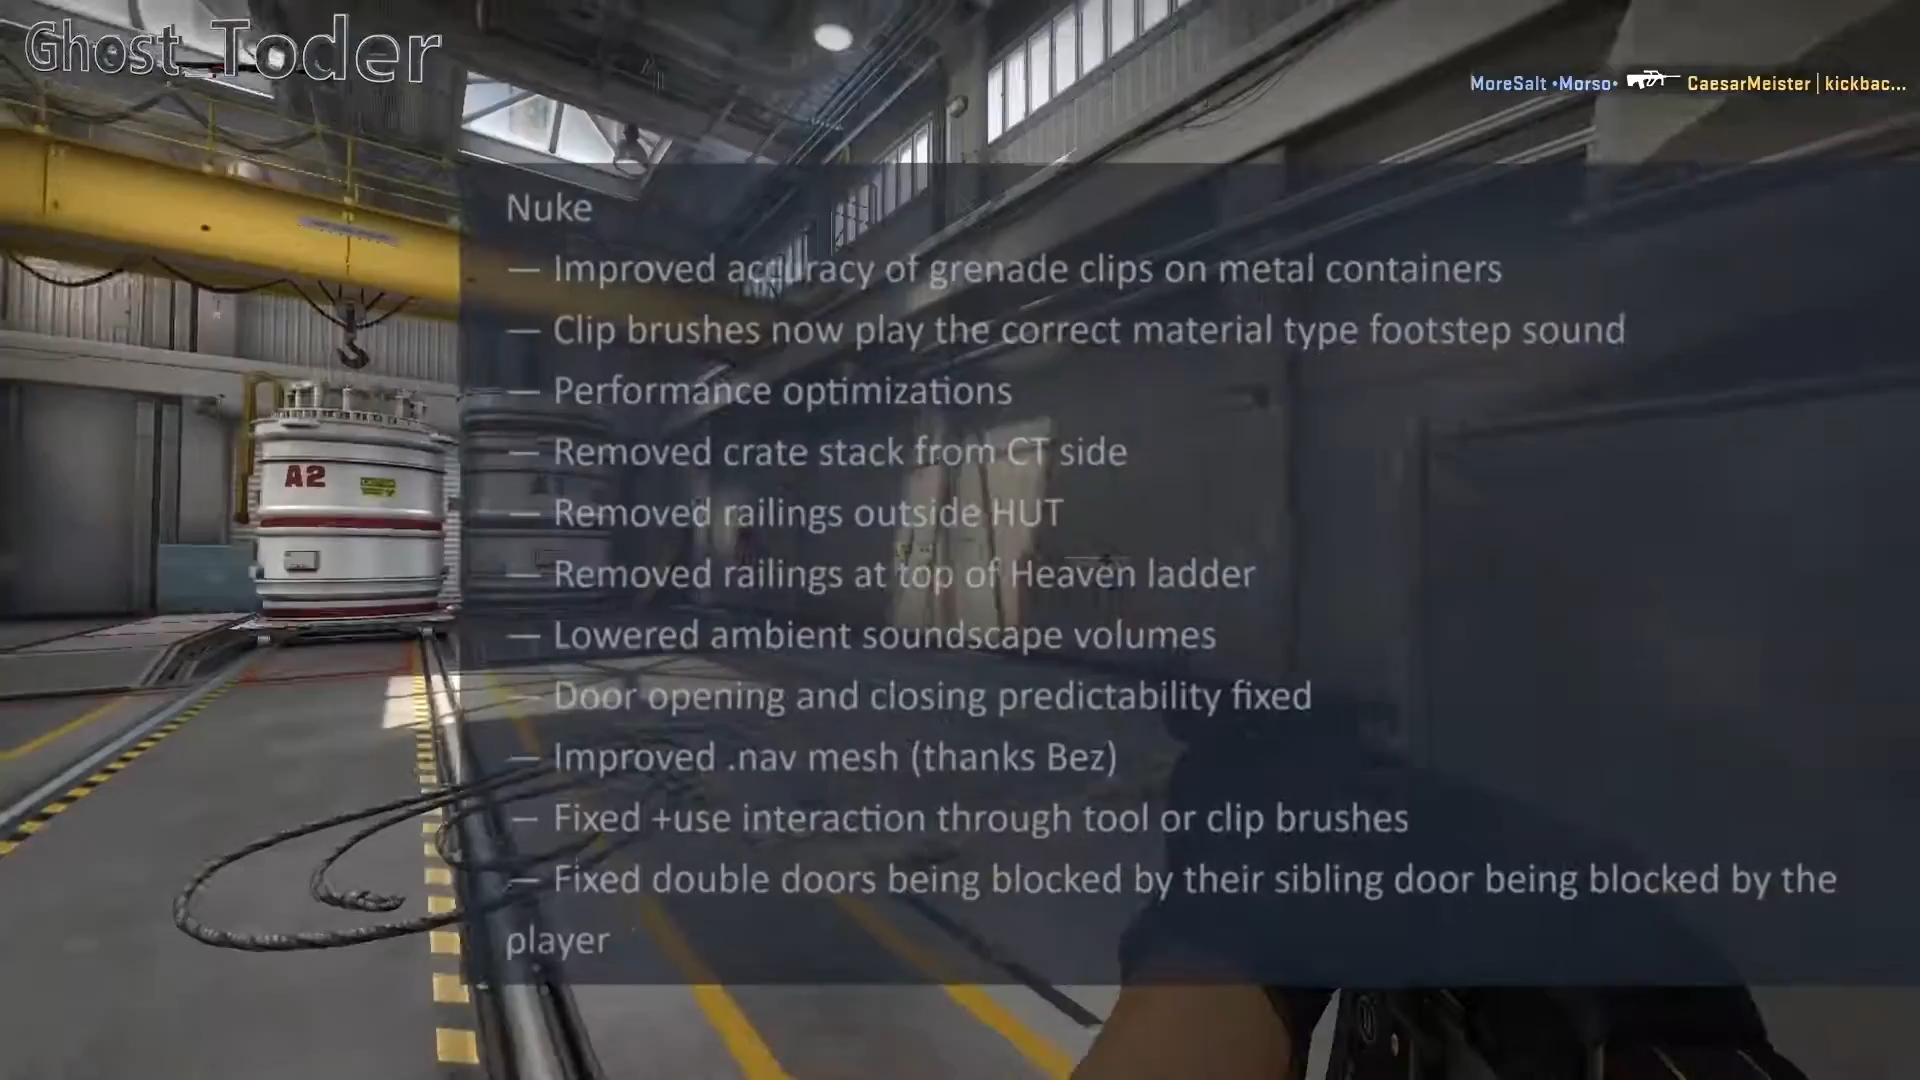 Ghost_Toder
MoreSalt •Morso• CaesarMeister | kickbac...
Nuke
— Improved accuracy of grenade clips on metal containers
— Clip brushes now play the correct material type footstep sound
— Performance optimizations
— Removed crate stack from CT side
— Removed railings outside HUT
— Removed railings at top of Heaven ladder
— Lowered ambient soundscape volumes
— Door opening and closing predictability fixed
— Improved .nav mesh (thanks Bez)
— Fixed +use interaction through tool or clip brushes
— Fixed double doors being blocked by their sibling door being blocked by the
player
A2